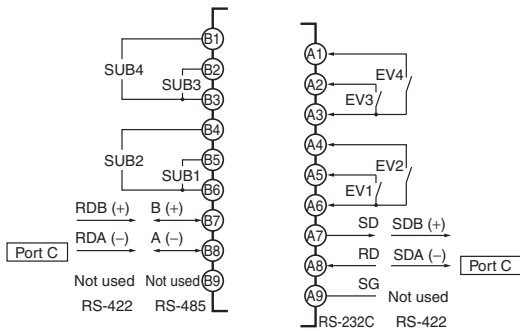 B1
B2
SUB4
SUB3
B3
B4
B5
SUB2
SUB1
B6
RDB (+) B (+)
B7
RDA (−) A (−)
B8
Port C
Not used Not used
B9
RS-422 RS-485
A1
A2
EV4
EV3
A3
A4
A5
EV2
EV1
A6
SD SDB (+)
A7
RD SDA (−)
A8
Port C
SG
A9
Not used
RS-232C RS-422